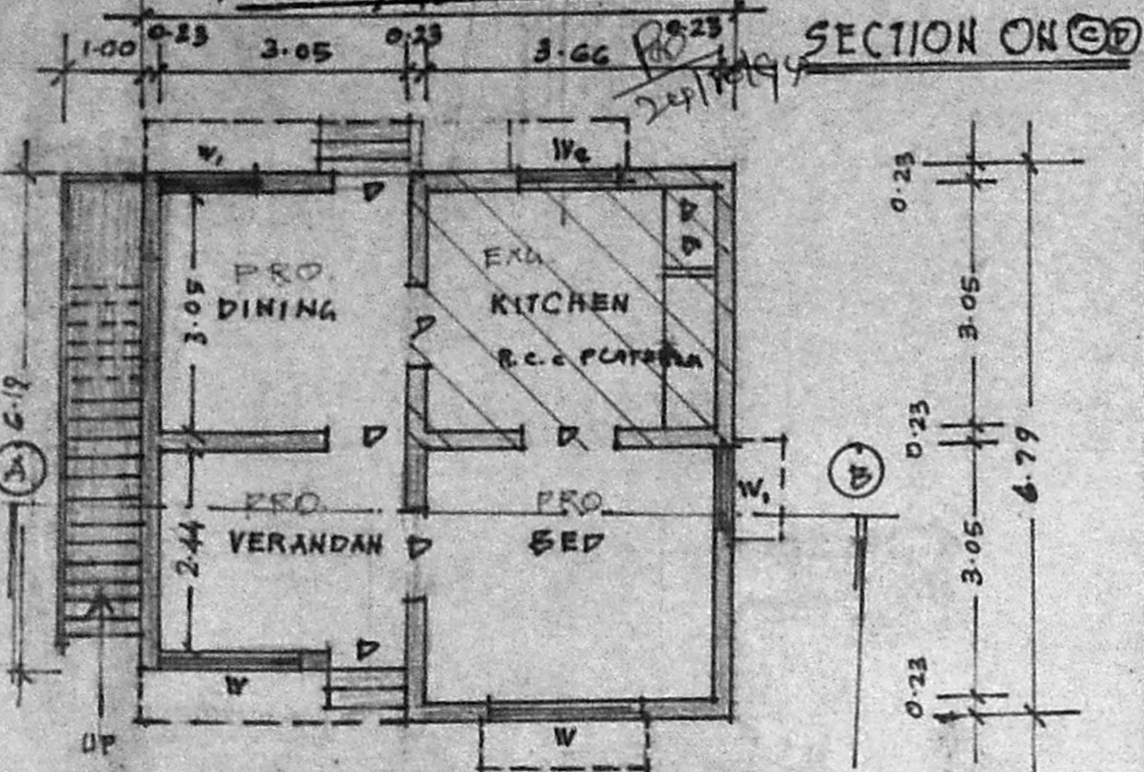 SECTION ON CD
1.00 0.23 3.05 0.23 3.66 0.23
W1
W2
0.23
PRO.
DINING
3.05
EXG.
KITCHEN
R.C.C PLATFORM
D
D
D
D
D
D
3.05
6.19
0.23
6.79
B
PRO.
VERANDAH
2.44
D
PRO
BED
W1
3.05
D
W
W
0.23
UP